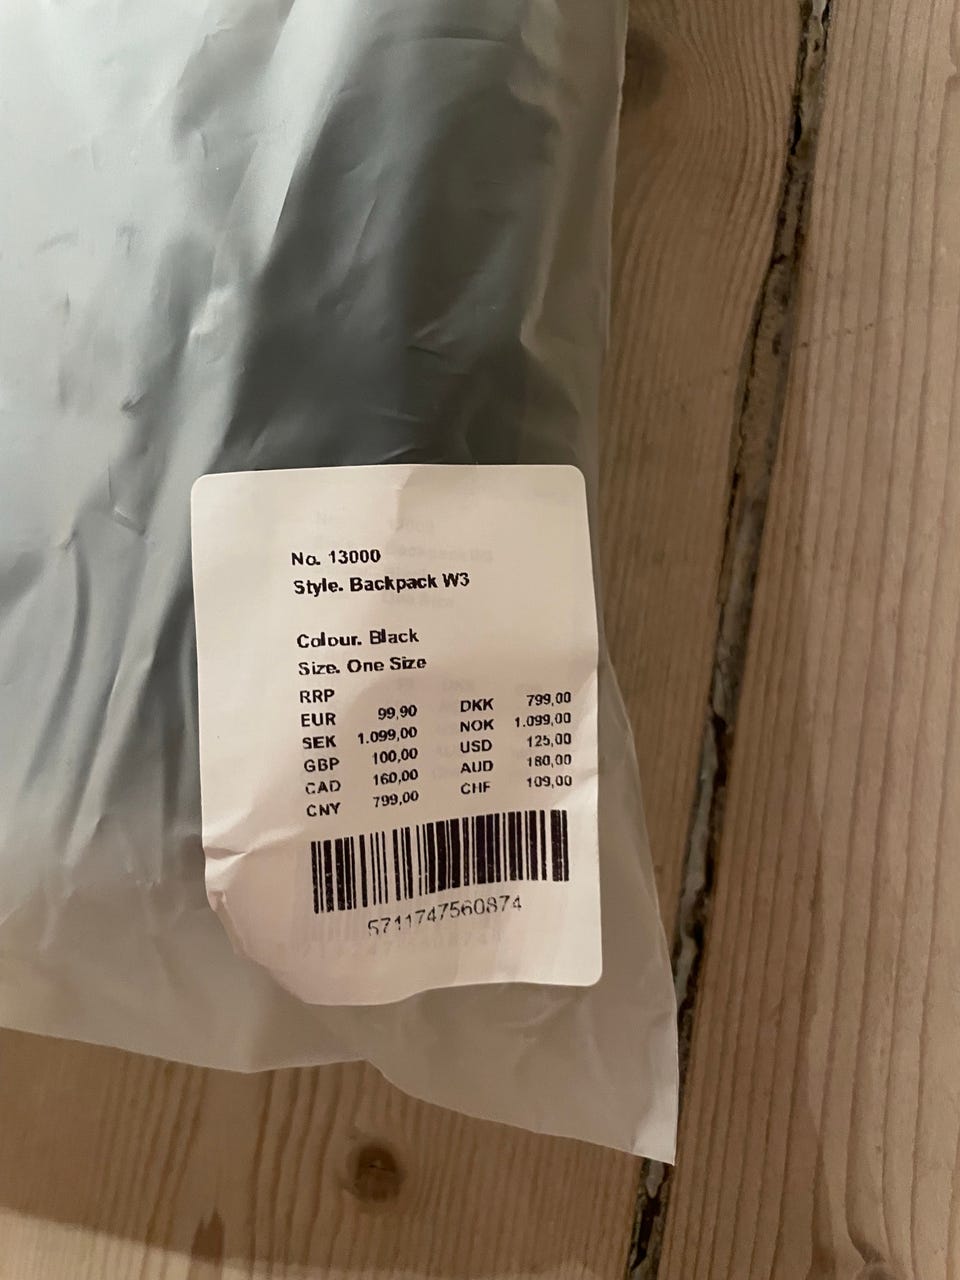 No. 13000
Style. Backpack W3
Colour. Black
Size. One Size
RRP
EUR 99,90 DKK 799,00
SEK 1.099,00 NOK 1.099,00
GBP 100,00 USD 125,00
CAD 160,00 AUD 180,00
CNY 799,00 CHF 109,00
5711747560874